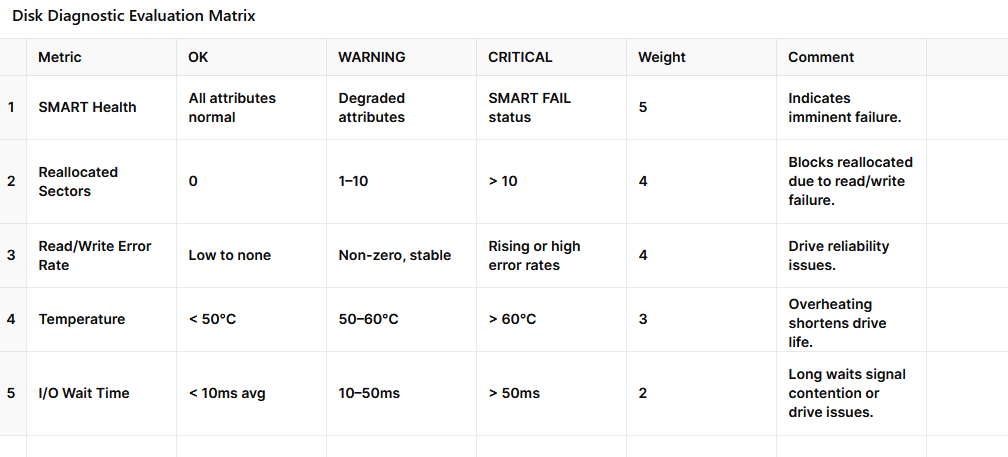 Disk Diagnostic Evaluation Matrix
Metric OK WARNING CRITICAL Weight Comment
1 SMART Health All attributes normal Degraded attributes SMART FAIL status 5 Indicates imminent failure.
2 Reallocated Sectors 0 1–10 > 10 4 Blocks reallocated due to read/write failure.
3 Read/Write Error Rate Low to none Non-zero, stable Rising or high error rates 4 Drive reliability issues.
4 Temperature < 50°C 50–60°C > 60°C 3 Overheating shortens drive life.
5 I/O Wait Time < 10ms avg 10–50ms > 50ms 2 Long waits signal contention or drive issues.